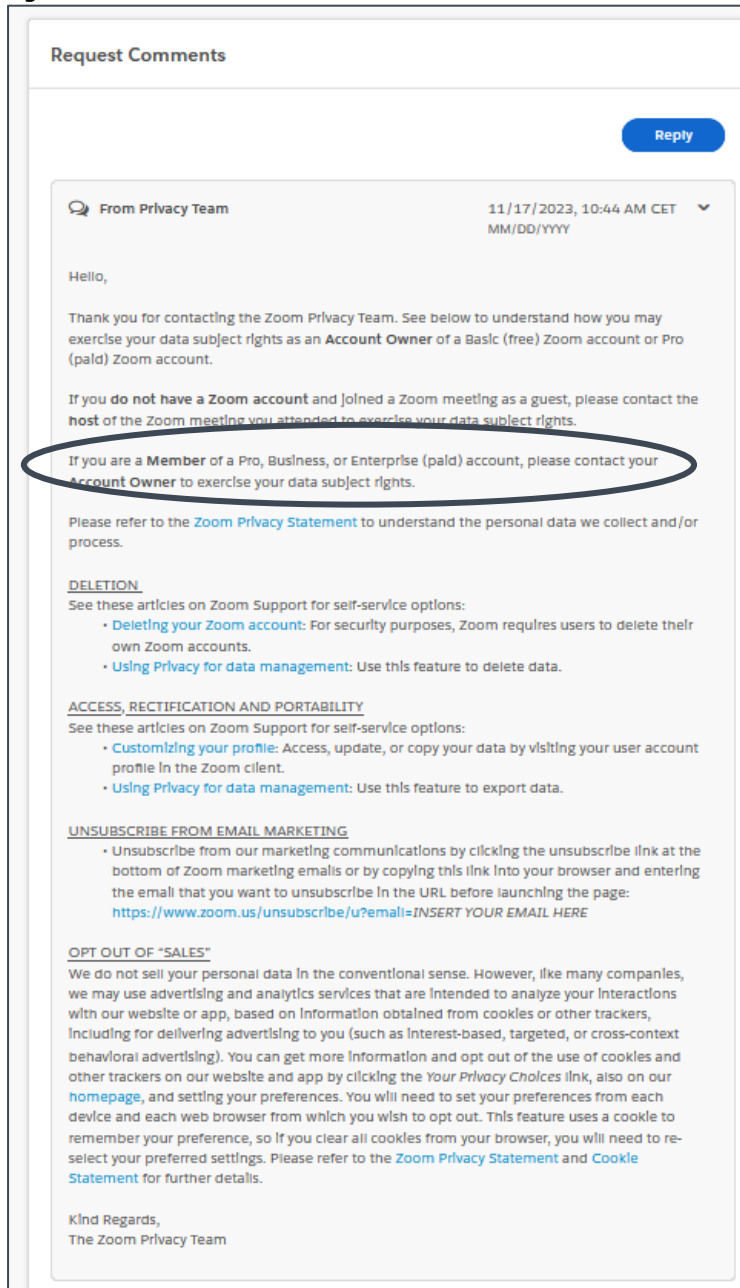 Request Comments
Reply
From Privacy Team
11/17/2023, 10:44 AM CET
MM/DD/YYYY
Hello,
Thank you for contacting the Zoom Privacy Team. See below to understand how you may
exercise your data subject rights as an Account Owner of a Basic (free) Zoom account or Pro
(paid) Zoom account.
If you do not have a Zoom account and joined a Zoom meeting as a guest, please contact the
host of the Zoom meeting you attended to exercise your data subject rights.
If you are a Member of a Pro, Business, or Enterprise (paid) account, please contact your
Account Owner to exercise your data subject rights.
Please refer to the Zoom Privacy Statement to understand the personal data we collect and/or
process.
DELETION
See these articles on Zoom Support for self-service options:
• Deleting your Zoom account: For security purposes, Zoom requires users to delete their
own Zoom accounts.
• Using Privacy for data management: Use this feature to delete data.
ACCESS, RECTIFICATION AND PORTABILITY
See these articles on Zoom Support for self-service options:
• Customizing your profile: Access, update, or copy your data by visiting your user account
profile in the Zoom client.
• Using Privacy for data management: Use this feature to export data.
UNSUBSCRIBE FROM EMAIL MARKETING
• Unsubscribe from our marketing communications by clicking the unsubscribe link at the
bottom of Zoom marketing emails or by copying this link into your browser and entering
the email that you want to unsubscribe in the URL before launching the page:
https://www.zoom.us/unsubscribe/u?email=INSERT YOUR EMAIL HERE
OPT OUT OF “SALES”
We do not sell your personal data in the conventional sense. However, like many companies,
we may use advertising and analytics services that are intended to analyze your interactions
with our website or app, based on information obtained from cookies or other trackers,
including for delivering advertising to you (such as interest-based, targeted, or cross-context
behavioral advertising). You can get more information and opt out of the use of cookies and
other trackers on our website and app by clicking the Your Privacy Choices link, also on our
homepage, and setting your preferences. You will need to set your preferences from each
device and each web browser from which you wish to opt out. This feature uses a cookie to
remember your preference, so if you clear all cookies from your browser, you will need to re-
select your preferred settings. Please refer to the Zoom Privacy Statement and Cookie
Statement for further details.
Kind Regards,
The Zoom Privacy Team